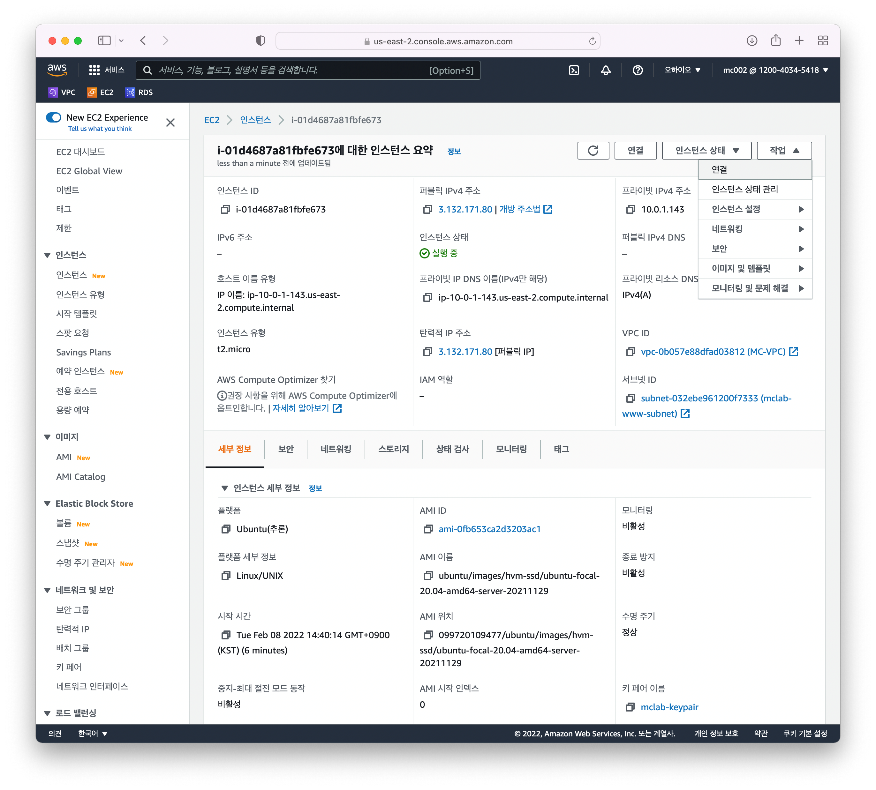 us-east-2.console.aws.amazon.com
aws
서비스
서비스, 기능, 블로그, 설명서 등을 검색합니다.
[Option+S]
오하이오 ▼
mc002 @ 1200-4034-5418 ▼
VPC
EC2
RDS
New EC2 Experience
Tell us what you think
EC2 대시보드
EC2 Global View
이벤트
태그
제한
▼ 인스턴스
인스턴스 New
인스턴스 유형
시작 템플릿
스팟 요청
Savings Plans
예약 인스턴스 New
전용 호스트
용량 예약
▼ 이미지
AMI New
AMI Catalog
▼ Elastic Block Store
볼륨 New
스냅샷 New
수명 주기 관리자 New
▼ 네트워크 및 보안
보안 그룹
탄력적 IP
배치 그룹
키 페어
네트워크 인터페이스
▼ 로드 밸런싱
EC2 > 인스턴스 > i-01d4687a81fbfe673
i-01d4687a81fbfe673에 대한 인스턴스 요약 정보
less than a minute 전에 업데이트됨
연결
인스턴스 상태 ▼
작업 ▲
연결
인스턴스 상태 관리
인스턴스 설정 ▶
네트워킹 ▶
보안 ▶
이미지 및 템플릿 ▶
모니터링 및 문제 해결 ▶
인스턴스 ID
i-01d4687a81fbfe673
퍼블릭 IPv4 주소
3.132.171.80 | 개방 주소법
프라이빗 IPv4 주소
10.0.1.143
IPv6 주소
–
인스턴스 상태
실행 중
퍼블릭 IPv4 DNS
–
호스트 이름 유형
IP 이름: ip-10-0-1-143.us-east-
2.compute.internal
프라이빗 IP DNS 이름(IPv4만 해당)
ip-10-0-1-143.us-east-2.compute.internal
프라이빗 리소스 DNS
IPv4(A)
인스턴스 유형
t2.micro
탄력적 IP 주소
3.132.171.80 [퍼블릭 IP]
VPC ID
vpc-0b057e88dfad03812 (MC-VPC)
AWS Compute Optimizer 찾기
권장 사항을 위해 AWS Compute Optimizer에
옵트인합니다. | 자세히 알아보기
IAM 역할
–
서브넷 ID
subnet-032ebe961200f7333 (mclab-
www-subnet)
세부 정보
보안
네트워킹
스토리지
상태 검사
모니터링
태그
▼ 인스턴스 세부 정보 정보
플랫폼
Ubuntu(추론)
AMI ID
ami-0fb653ca2d3203ac1
모니터링
비활성
플랫폼 세부 정보
Linux/UNIX
AMI 이름
ubuntu/images/hvm-ssd/ubuntu-focal-
20.04-amd64-server-20211129
종료 방지
비활성
시작 시간
Tue Feb 08 2022 14:40:14 GMT+0900
(KST) (6 minutes)
AMI 위치
099720109477/ubuntu/images/hvm-
ssd/ubuntu-focal-20.04-amd64-server-
20211129
수명 주기
정상
중지-최대 절전 모드 동작
비활성
AMI 시작 인덱스
0
키 페어 이름
mclab-keypair
의견
한국어 ▼
© 2022, Amazon Web Services, Inc. 또는 계열사.
개인 정보 보호
약관
쿠키 기본 설정